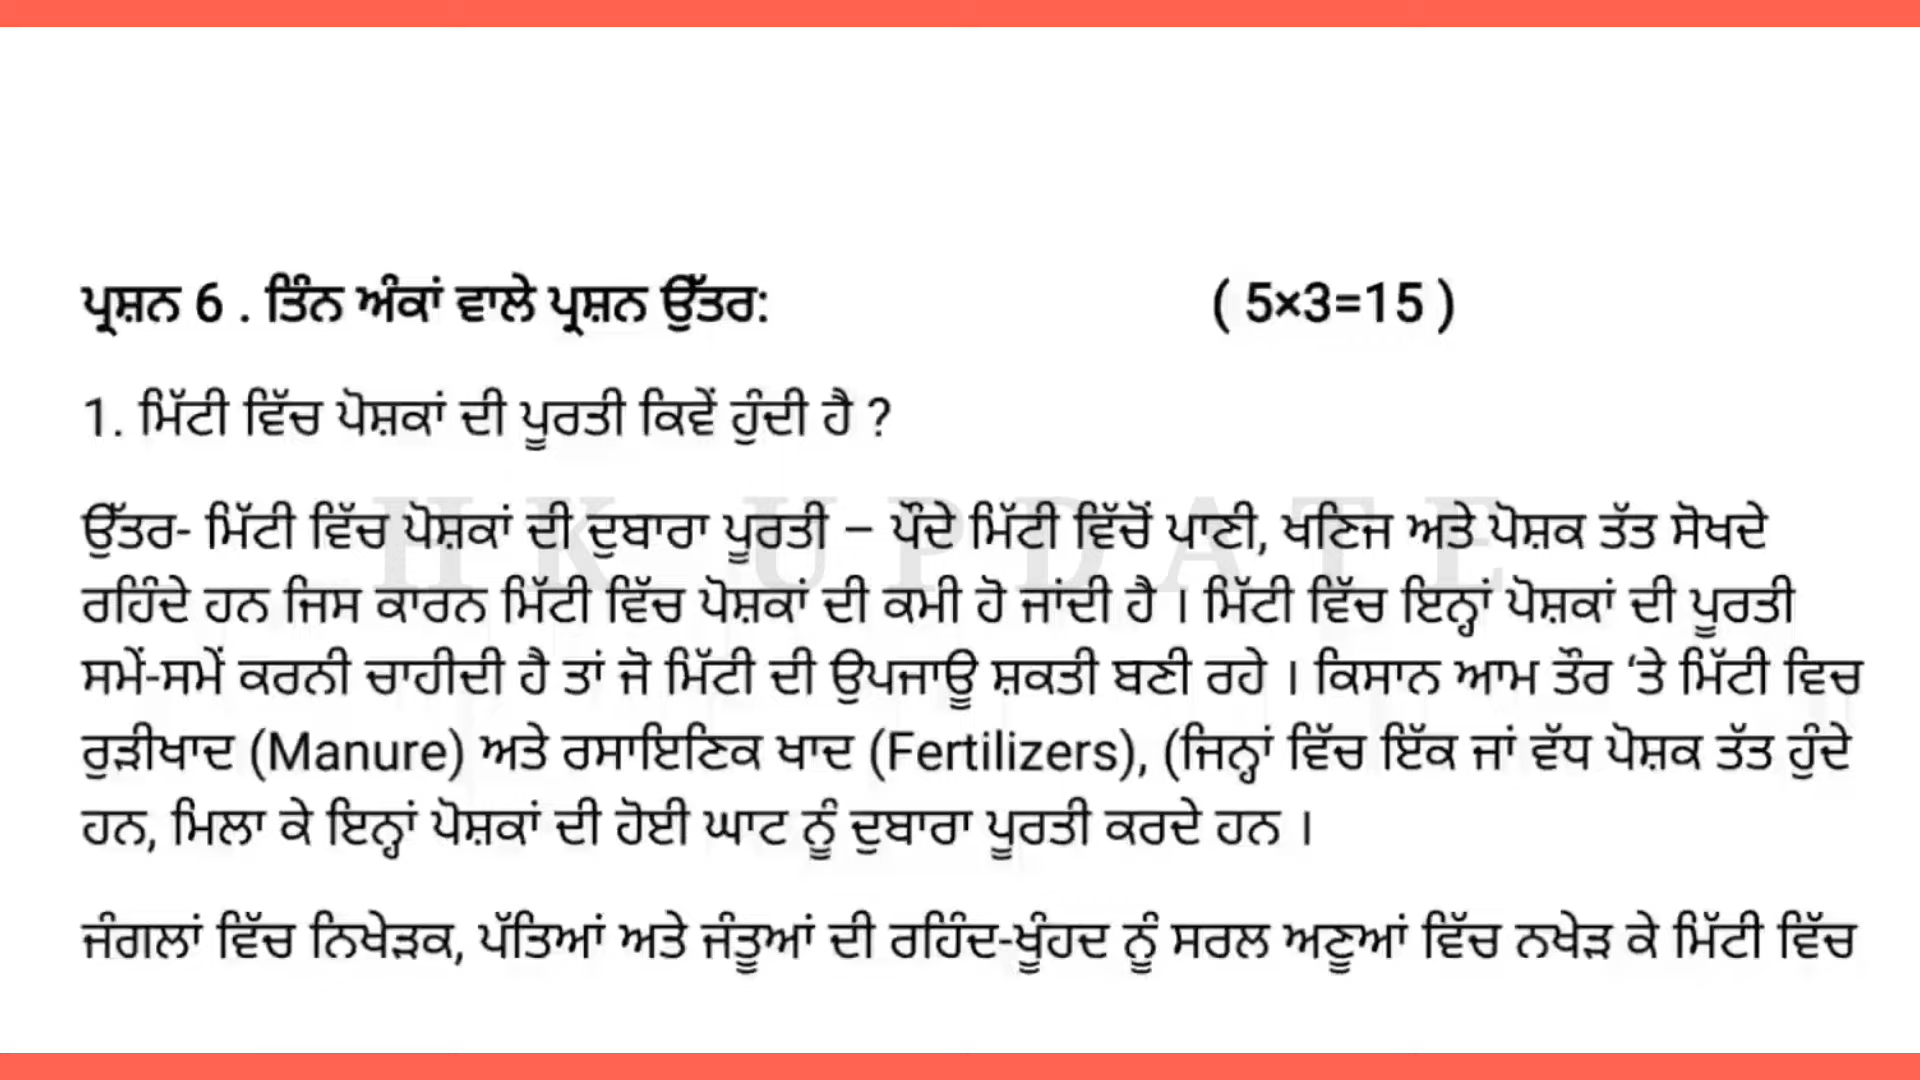 ਪ੍ਰਸ਼ਨ 6 . ਤਿੰਨ ਅੰਕਾਂ ਵਾਲੇ ਪ੍ਰਸ਼ਨ ਉੱਤਰ: ( 5×3=15 )
1. ਮਿੱਟੀ ਵਿੱਚ ਪੋਸ਼ਕਾਂ ਦੀ ਪੂਰਤੀ ਕਿਵੇਂ ਹੁੰਦੀ ਹੈ ?
HK UPDATE
ਉੱਤਰ- ਮਿੱਟੀ ਵਿੱਚ ਪੋਸ਼ਕਾਂ ਦੀ ਦੁਬਾਰਾ ਪੂਰਤੀ – ਪੌਦੇ ਮਿੱਟੀ ਵਿੱਚੋਂ ਪਾਣੀ, ਖਣਿਜ ਅਤੇ ਪੋਸ਼ਕ ਤੱਤ ਸੋਖਦੇ
ਰਹਿੰਦੇ ਹਨ ਜਿਸ ਕਾਰਨ ਮਿੱਟੀ ਵਿੱਚ ਪੋਸ਼ਕਾਂ ਦੀ ਕਮੀ ਹੋ ਜਾਂਦੀ ਹੈ । ਮਿੱਟੀ ਵਿੱਚ ਇਨ੍ਹਾਂ ਪੋਸ਼ਕਾਂ ਦੀ ਪੂਰਤੀ
ਸਮੇਂ-ਸਮੇਂ ਕਰਨੀ ਚਾਹੀਦੀ ਹੈ ਤਾਂ ਜੋ ਮਿੱਟੀ ਦੀ ਉਪਜਾਊ ਸ਼ਕਤੀ ਬਣੀ ਰਹੇ । ਕਿਸਾਨ ਆਮ ਤੌਰ ‘ਤੇ ਮਿੱਟੀ ਵਿਚ
ਰੁੜੀਖਾਦ (Manure) ਅਤੇ ਰਸਾਇਣਿਕ ਖਾਦ (Fertilizers), (ਜਿਨ੍ਹਾਂ ਵਿੱਚ ਇੱਕ ਜਾਂ ਵੱਧ ਪੋਸ਼ਕ ਤੱਤ ਹੁੰਦੇ
ਹਨ, ਮਿਲਾ ਕੇ ਇਨ੍ਹਾਂ ਪੋਸ਼ਕਾਂ ਦੀ ਹੋਈ ਘਾਟ ਨੂੰ ਦੁਬਾਰਾ ਪੂਰਤੀ ਕਰਦੇ ਹਨ ।
ਜੰਗਲਾਂ ਵਿੱਚ ਨਿਖੇੜਕ, ਪੱਤਿਆਂ ਅਤੇ ਜੰਤੂਆਂ ਦੀ ਰਹਿੰਦ-ਖੂੰਹਦ ਨੂੰ ਸਰਲ ਅਣੂਆਂ ਵਿੱਚ ਨਖੇੜ ਕੇ ਮਿੱਟੀ ਵਿੱਚ